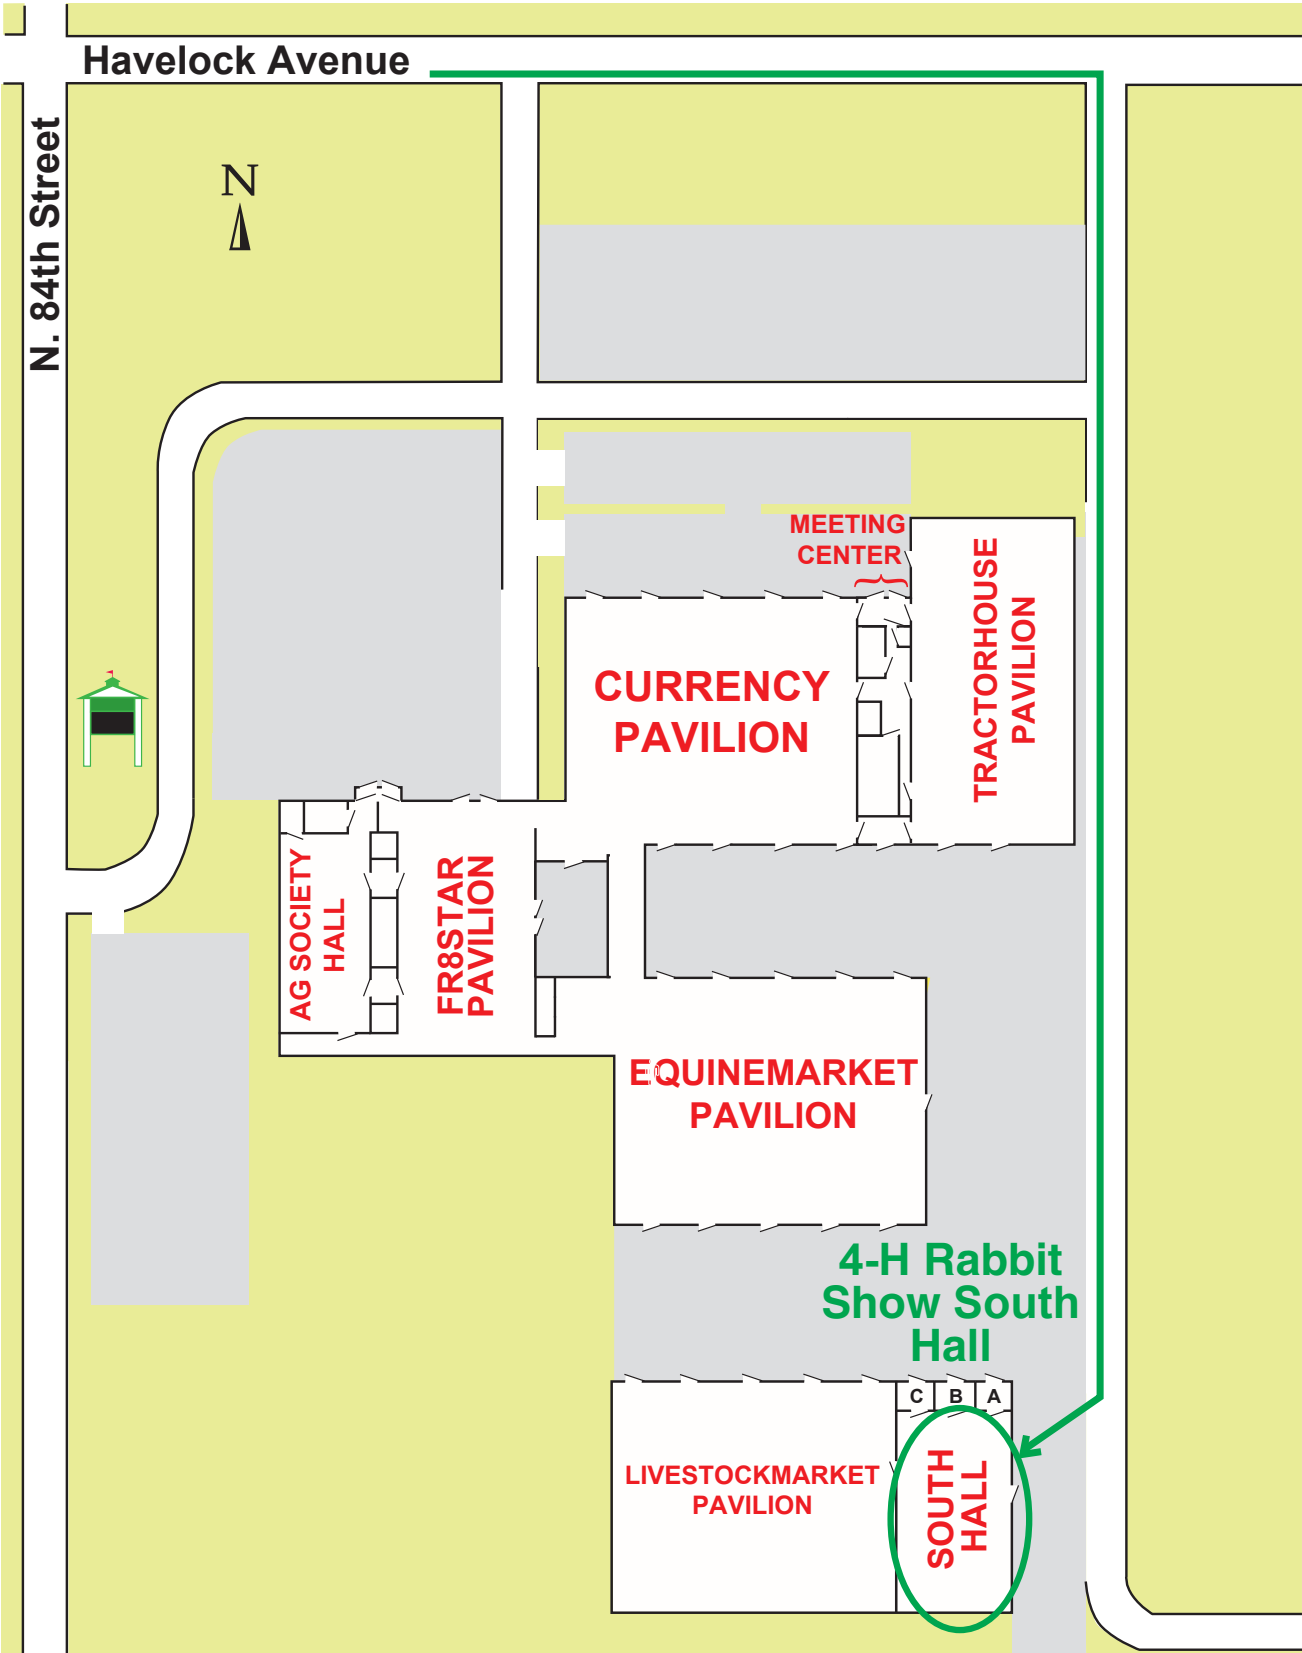 Havelock Avenue
N. 84th Street
N
MEETING
CENTER
TRACTORHOUSE
PAVILION
CURRENCY
PAVILION
AG SOCIETY
HALL
FR8STAR
PAVILION
EQUINEMARKET
PAVILION
4-H Rabbit
Show South
Hall
C B A
LIVESTOCKMARKET
PAVILION
SOUTH
HALL